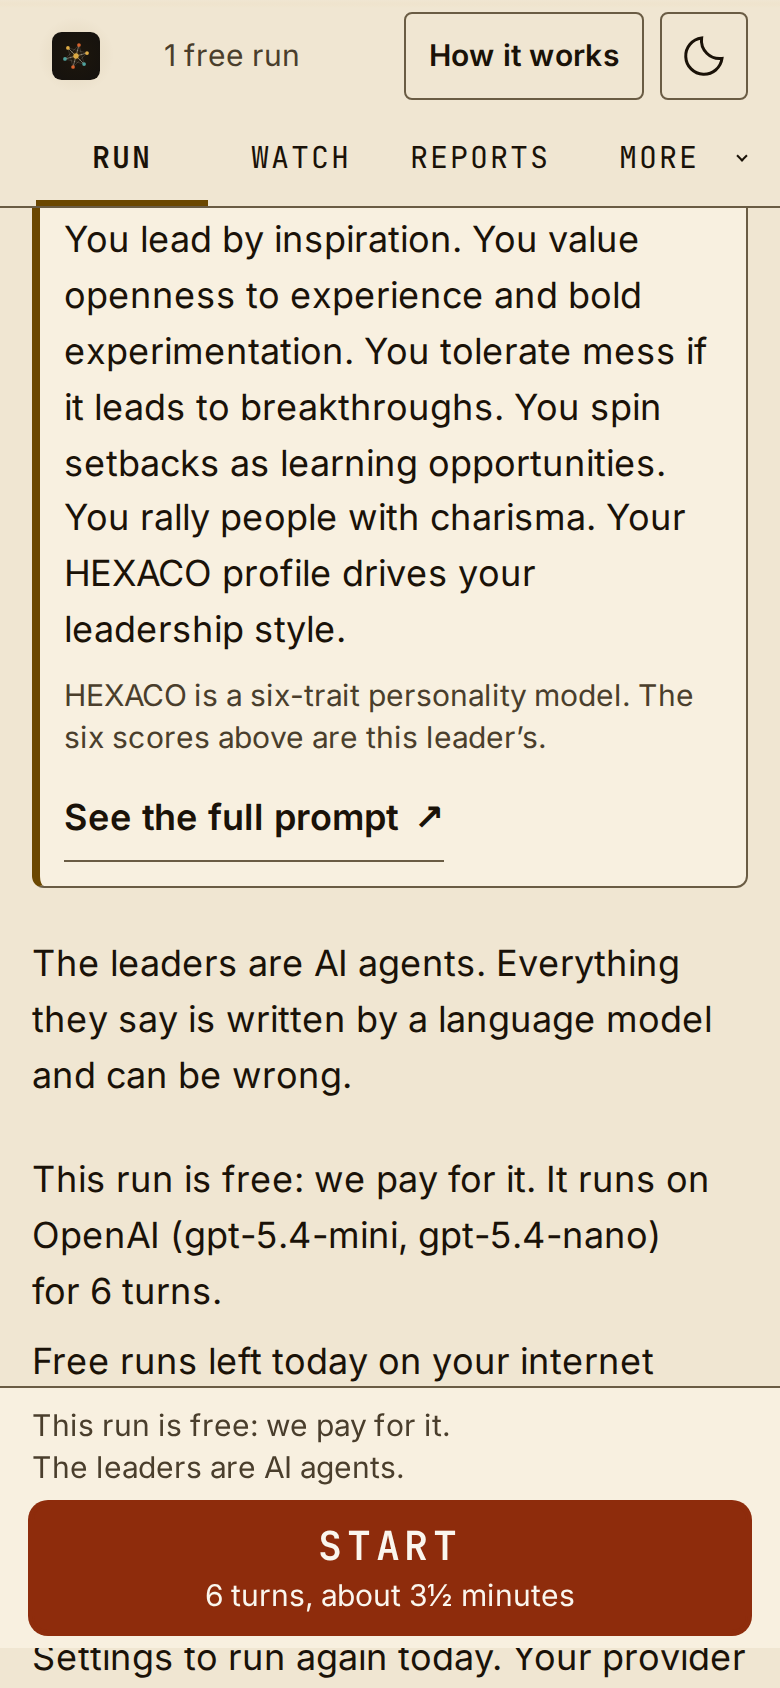 1 free run
How it works
RUN
WATCH
REPORTS
MORE
You lead by inspiration. You value
openness to experience and bold
experimentation. You tolerate mess if
it leads to breakthroughs. You spin
setbacks as learning opportunities.
You rally people with charisma. Your
HEXACO profile drives your
leadership style.
HEXACO is a six-trait personality model. The
six scores above are this leader’s.
See the full prompt ↗
The leaders are AI agents. Everything
they say is written by a language model
and can be wrong.
This run is free: we pay for it. It runs on
OpenAI (gpt-5.4-mini, gpt-5.4-nano)
for 6 turns.
Free runs left today on your internet
This run is free: we pay for it.
The leaders are AI agents.
START
6 turns, about 3½ minutes
Settings to run again today. Your provider